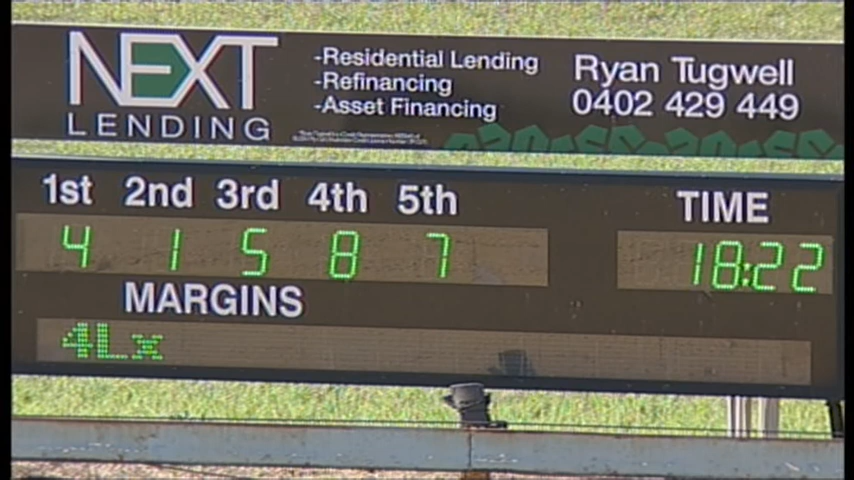 NEXT
LENDING
-Residential Lending
-Refinancing
-Asset Financing
Ryan Tugwell
0402 429 449
1st 2nd 3rd 4th 5th TIME
4 1 5 8 7 18:22
MARGINS
4Lx